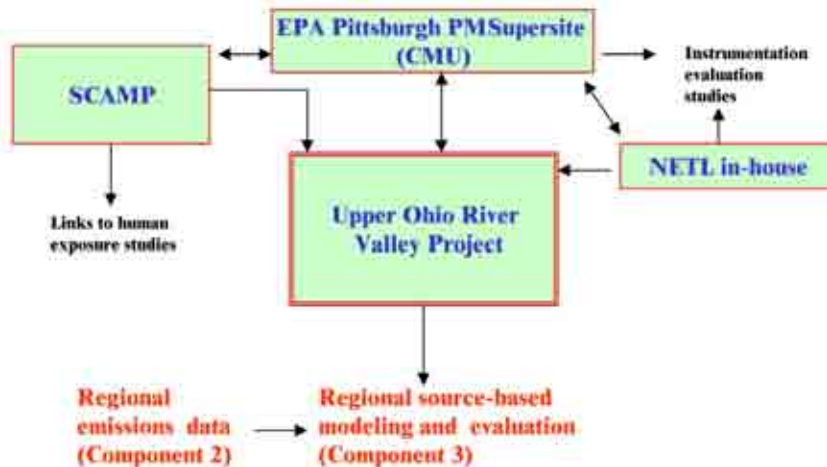 EPA Pittsburgh PMSupersite
(CMU)
Instrumentation
evaluation
studies
SCAMP
NETL in-house
Links to human
exposure studies
Upper Ohio River
Valley Project
Regional
emissions data
(Component 2)
Regional source-based
modeling and evaluation
(Component 3)